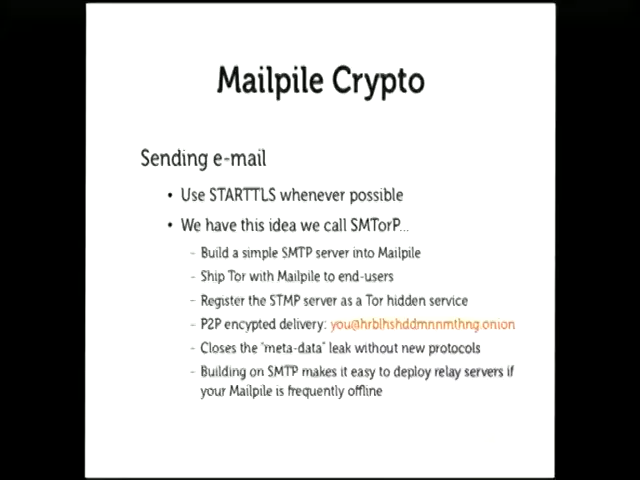 Mailpile Crypto
Sending e-mail
• Use STARTTLS whenever possible
• We have this idea we call SMTorP...
- Build a simple SMTP server into Mailpile
- Ship Tor with Mailpile to end-users
- Register the STMP server as a Tor hidden service
- P2P encrypted delivery: you@hrblhshddmnnmthng.onion
- Closes the "meta-data" leak without new protocols
- Building on SMTP makes it easy to deploy relay servers if
your Mailpile is frequently offline